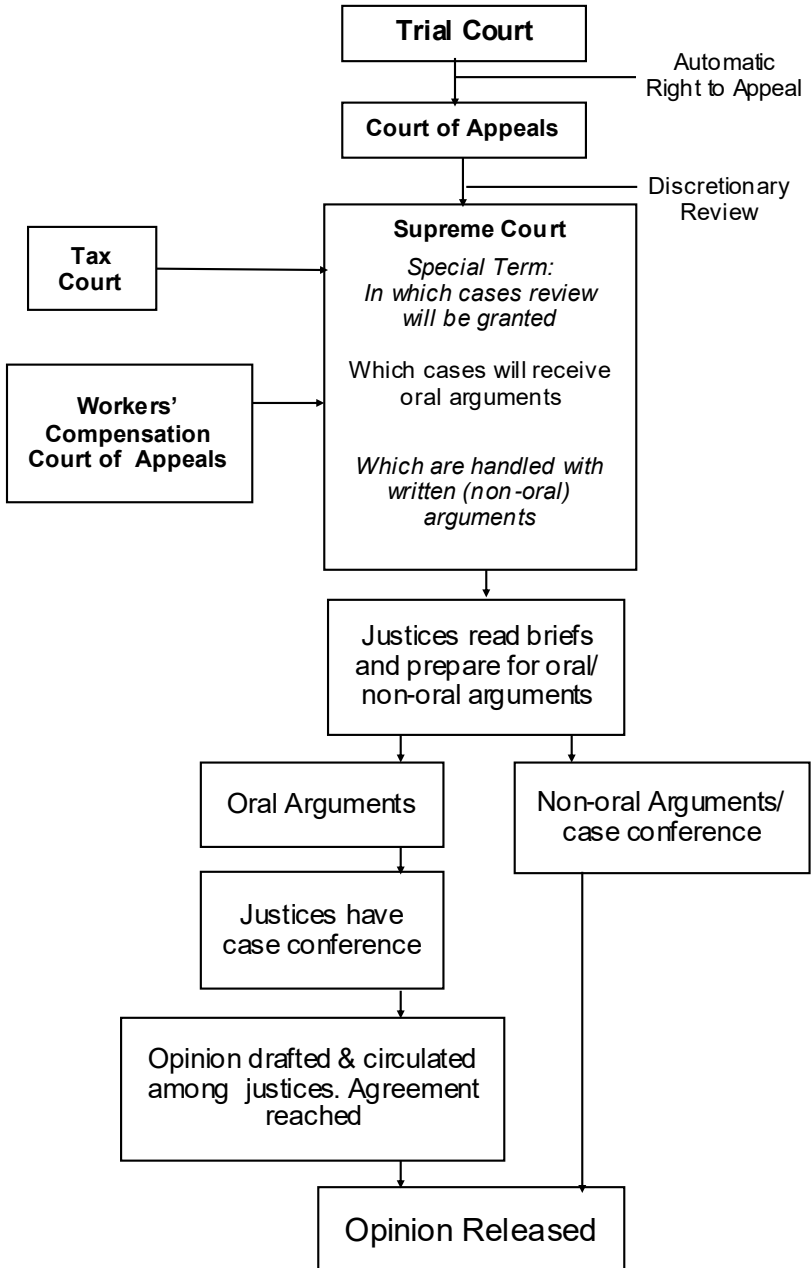 Trial Court
Automatic
Right to Appeal
Court of Appeals
Discretionary
Review
Supreme Court
Special Term:
In which cases review
will be granted
Which cases will receive
oral arguments
Which are handled with
written (non-oral)
arguments
Tax
Court
Workers’
Compensation
Court of Appeals
Justices read briefs
and prepare for oral/
non-oral arguments
Oral Arguments
Non-oral Arguments/
case conference
Justices have
case conference
Opinion drafted & circulated
among justices. Agreement
reached
Opinion Released